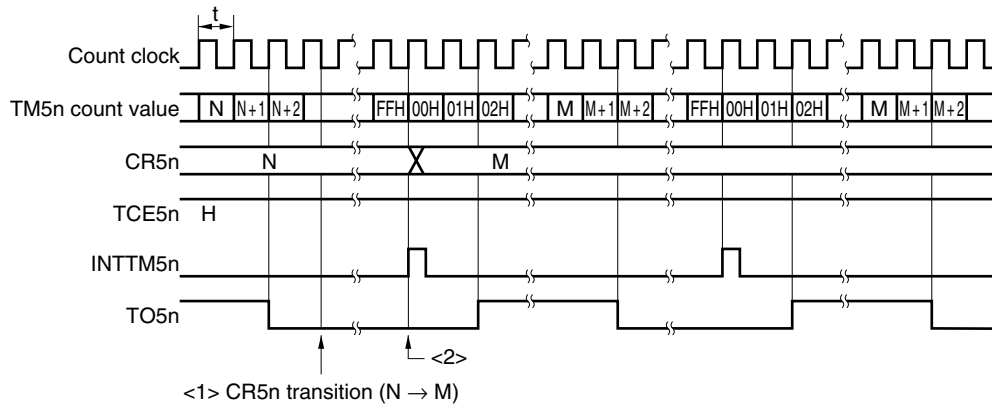 t
Count clock
TM5n count value N N+1 N+2 FFH 00H 01H 02H M M+1 M+2 FFH 00H 01H 02H M M+1 M+2
CR5n N M
TCE5n H
INTTM5n
TO5n
<2>
<1> CR5n transition (N → M)